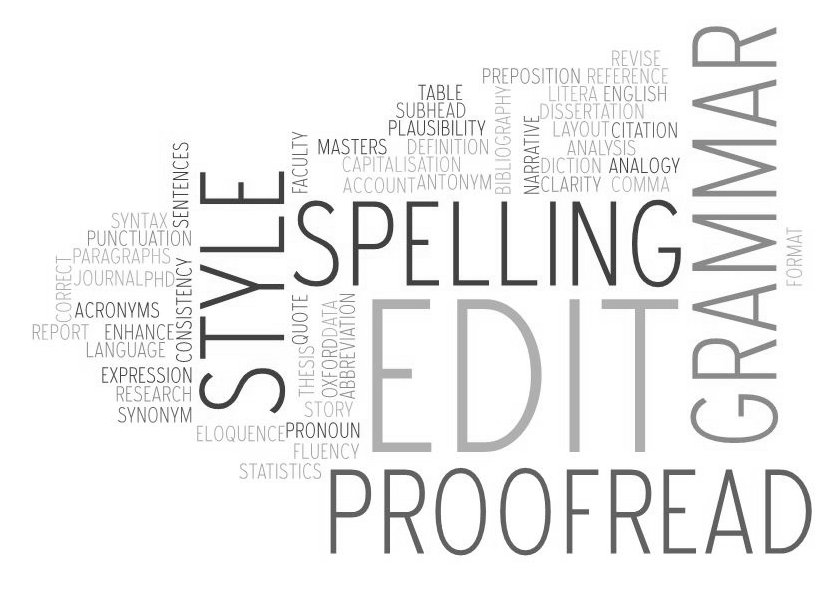 REVISE
PREPOSITION REFERENCE
TABLE
LITERA ENGLISH
SUBHEAD
DISSERTATION
PLAUSIBILITY
LAYOUT CITATION
MASTERS DEFINITION
ANALYSIS
CAPITALISATION
DICTION ANALOGY
ACCOUNT ANTONYM
CLARITY COMMA
BIBLIOGRAPHY
NARRATIVE
FACULTY
SENTENCES
SYNTAX
PUNCTUATION
PARAGRAPHS
CORRECT
JOURNAL PHD
CONSISTENCY
ACRONYMS
REPORT ENHANCE
LANGUAGE
EXPRESSION
RESEARCH
SYNONYM
STYLE
SPELLING
GRAMMAR
FORMAT
QUOTE
DATA
THESIS
OXFORD
ABBREVIATION
EDIT
STORY
ELOQUENCE PRONOUN
FLUENCY
STATISTICS
PROOFREAD